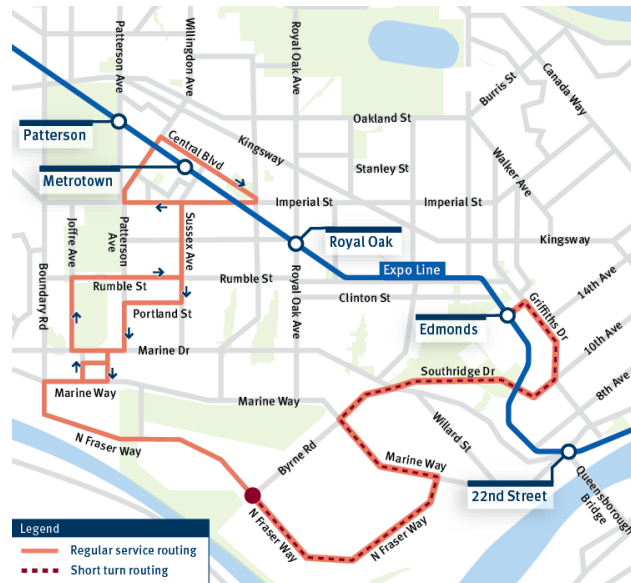 Patterson Ave
Willingdon Ave
Royal Oak Ave
Burris St
Canada Way
Oakland St
Patterson
Central Blvd
Kingsway
Stanley St
Walker Ave
Metrotown
Imperial St
Imperial St
Joffre Ave
Patterson
Ave
Sussex Ave
Royal Oak
Kingsway
Boundary Rd
Rumble St
Rumble St
Royal Oak Ave
Expo Line
14th Ave
Clinton St
Griffiths Dr
Portland St
Edmonds
10th Ave
Marine Dr
Southridge Dr
8th Ave
Marine Way
Marine Way
Willard St
N Fraser Way
Byrne Rd
Marine Way
22nd Street
Queensborough
Bridge
N Fraser Way
N Fraser Way
Legend
Regular service routing
Short turn routing